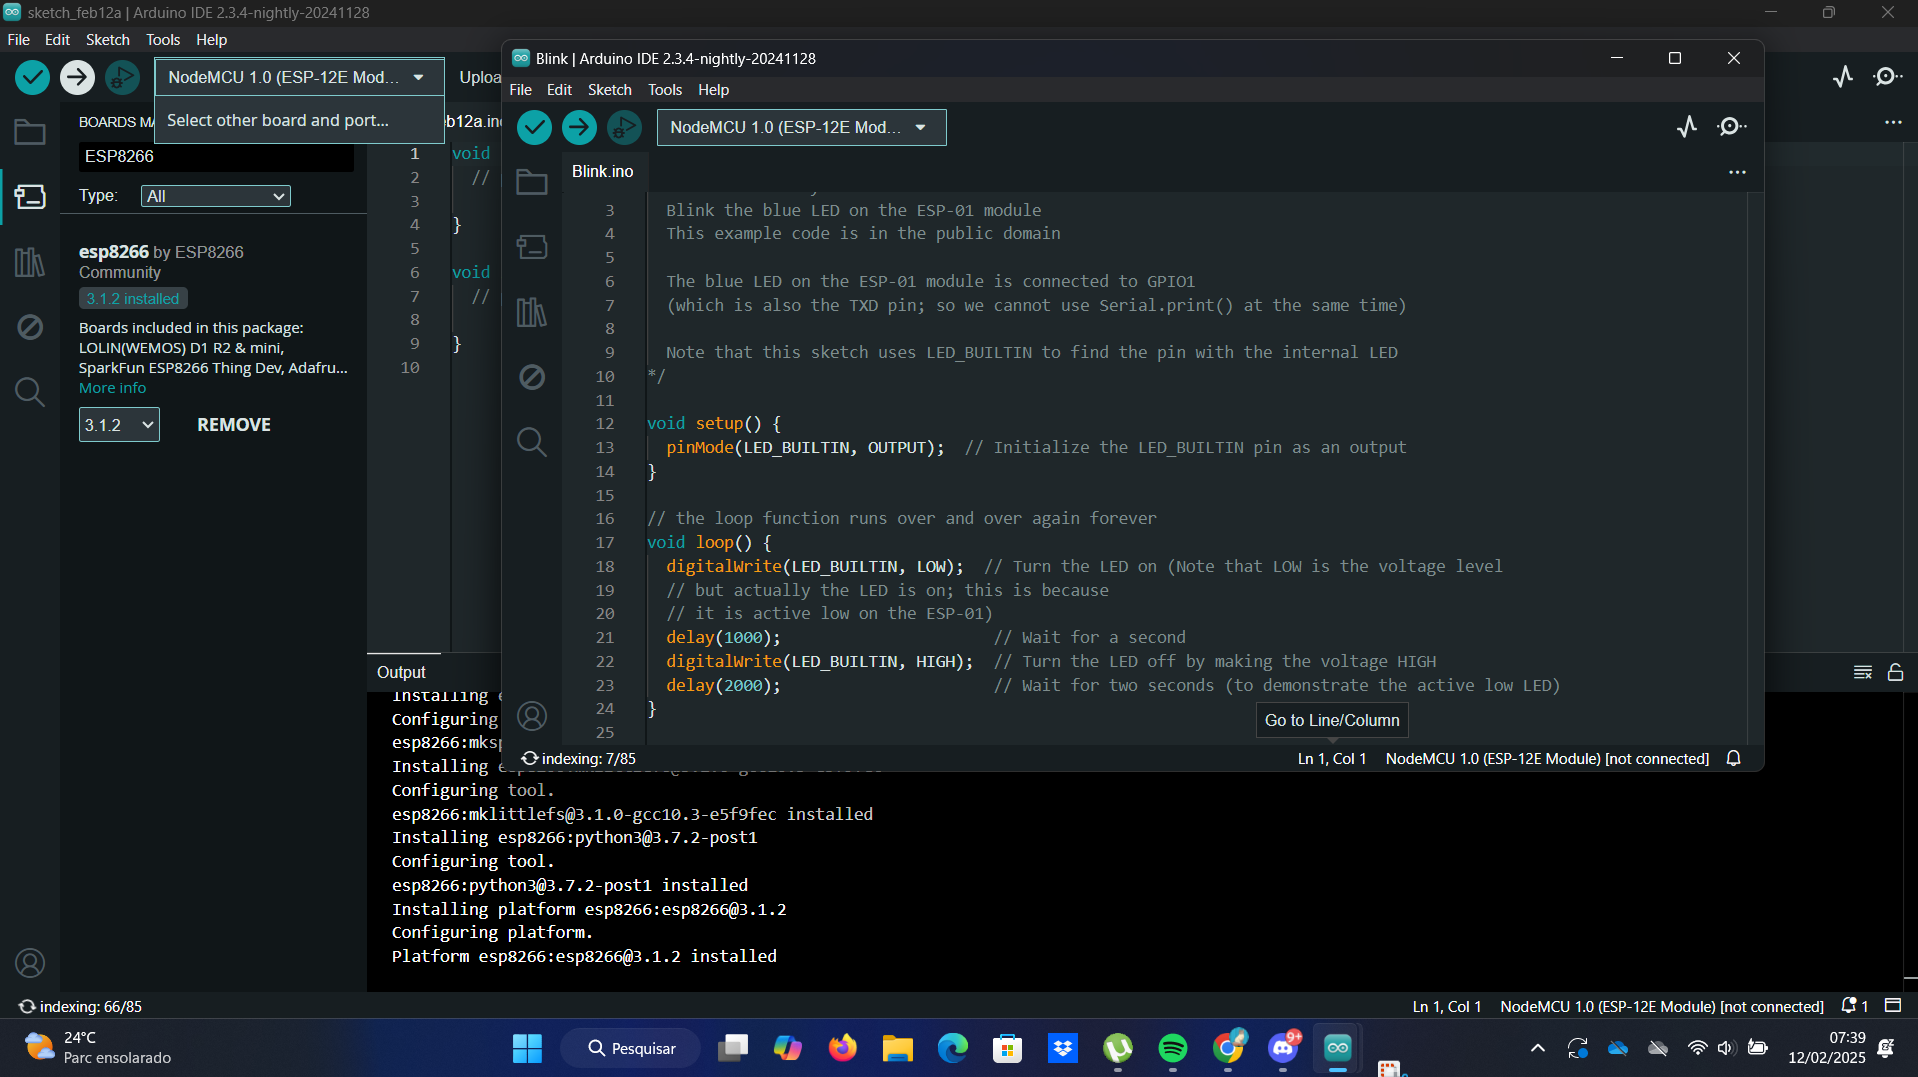 sketch_feb12a | Arduino IDE 2.3.4-nightly-20241128
File Edit Sketch Tools Help
NodeMCU 1.0 (ESP-12E Mod...
Select other board and port...
BOARDS
ESP8266
Type: All
esp8266 by ESP8266
Community
3.1.2 installed
Boards included in this package:
LOLIN(WEMOS) D1 R2 & mini,
SparkFun ESP8266 Thing Dev, Adafru...
More info
3.1.2 REMOVE
1 void
2 //
3
4 }
5
6 void
7 //
8
9 }
10
Blink | Arduino IDE 2.3.4-nightly-20241128
File Edit Sketch Tools Help
NodeMCU 1.0 (ESP-12E Mod...
Blink.ino
3 Blink the blue LED on the ESP-01 module
4 This example code is in the public domain
5
6 The blue LED on the ESP-01 module is connected to GPIO1
7 (which is also the TXD pin; so we cannot use Serial.print() at the same time)
8
9 Note that this sketch uses LED_BUILTIN to find the pin with the internal LED
10 */
11
12 void setup() {
13 pinMode(LED_BUILTIN, OUTPUT); // Initialize the LED_BUILTIN pin as an output
14 }
15
16 // the loop function runs over and over again forever
17 void loop() {
18 digitalWrite(LED_BUILTIN, LOW); // Turn the LED on (Note that LOW is the voltage level
19 // but actually the LED is on; this is because
20 // it is active low on the ESP-01)
21 delay(1000); // Wait for a second
22 digitalWrite(LED_BUILTIN, HIGH); // Turn the LED off by making the voltage HIGH
23 delay(2000); // Wait for two seconds (to demonstrate the active low LED)
24 }
25
Go to Line/Column
indexing: 7/85
Ln 1, Col 1 NodeMCU 1.0 (ESP-12E Module) [not connected]
Output
Installing
Configuring
Installing
Configuring tool.
esp8266:mklittlefs@3.1.0-gcc10.3-e5f9fec installed
Installing esp8266:python3@3.7.2-post1
Configuring tool.
esp8266:python3@3.7.2-post1 installed
Installing platform esp8266:esp8266@3.1.2
Configuring platform.
Platform esp8266:esp8266@3.1.2 installed
indexing: 66/85
Ln 1, Col 1 NodeMCU 1.0 (ESP-12E Module) [not connected] 1
24°C
Parc ensolarado
Pesquisar
9+
07:39
12/02/2025